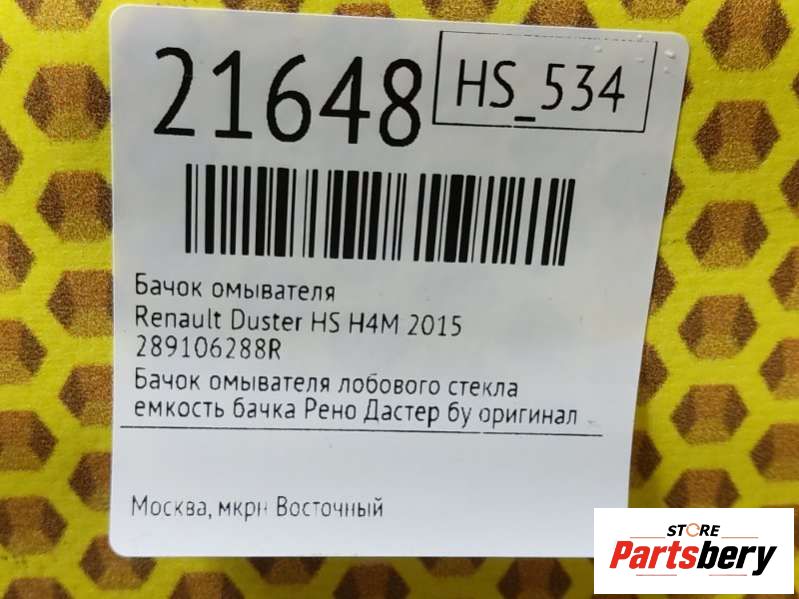 21648
HS_534
Бачок омывателя
Renault Duster HS H4M 2015
289106288R
Бачок омывателя лобового стекла
емкость бачка Рено Дастер бу оригинал
Москва, мкрн Восточный
STORE
Partsbery